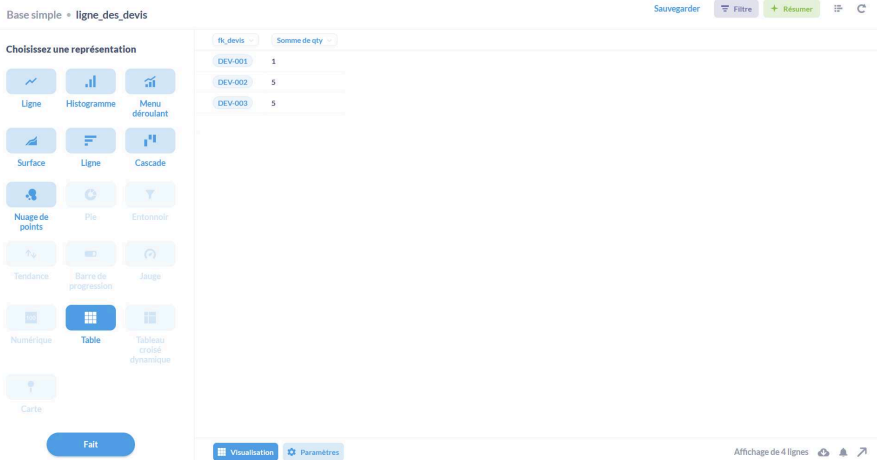 Base simple • ligne_des_devis
Sauvegarder
Filtre
+ Résumer
Choisissez une représentation
fk_devis
Somme de qty
DEV-001 1
DEV-002 5
DEV-003 5
Ligne
Histogramme
Menu
déroulant
Surface
Ligne
Cascade
Nuage de
points
Pie
Entonnoir
Tendance
Barre de
progression
Jauge
Numérique
Table
Tableau
croisé
dynamique
Carte
Fait
Visualisation
Paramètres
Affichage de 4 lignes